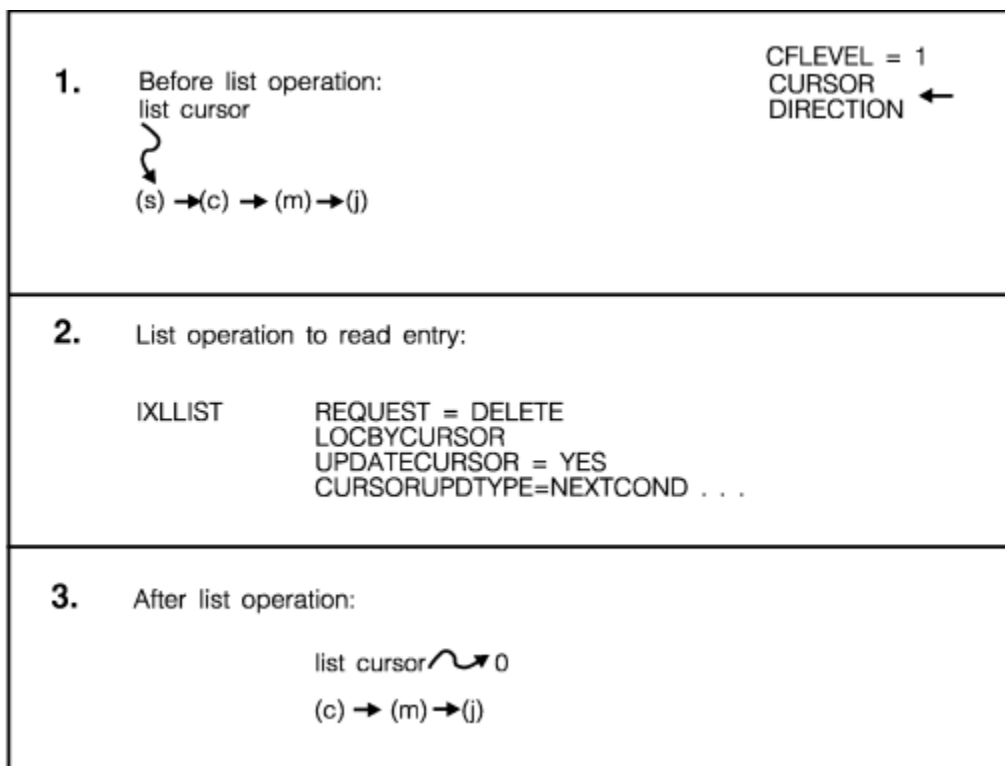 1. Before list operation:
list cursor
(s) →(c) → (m) →(j)
CFLEVEL = 1
CURSOR
DIRECTION ←
2. List operation to read entry:
IXLLIST REQUEST = DELETE
LOCBYCURSOR
UPDATECURSOR = YES
CURSORUPDTYPE=NEXTCOND . . .
3. After list operation:
list cursor 0
(c) → (m) →(j)